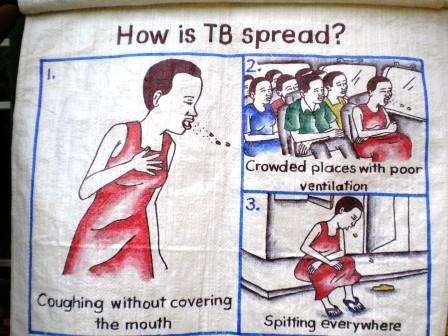 How is TB spread?
1.
Coughing without covering
the mouth
2.
Crowded places with poor
ventilation
3.
Spitting everywhere